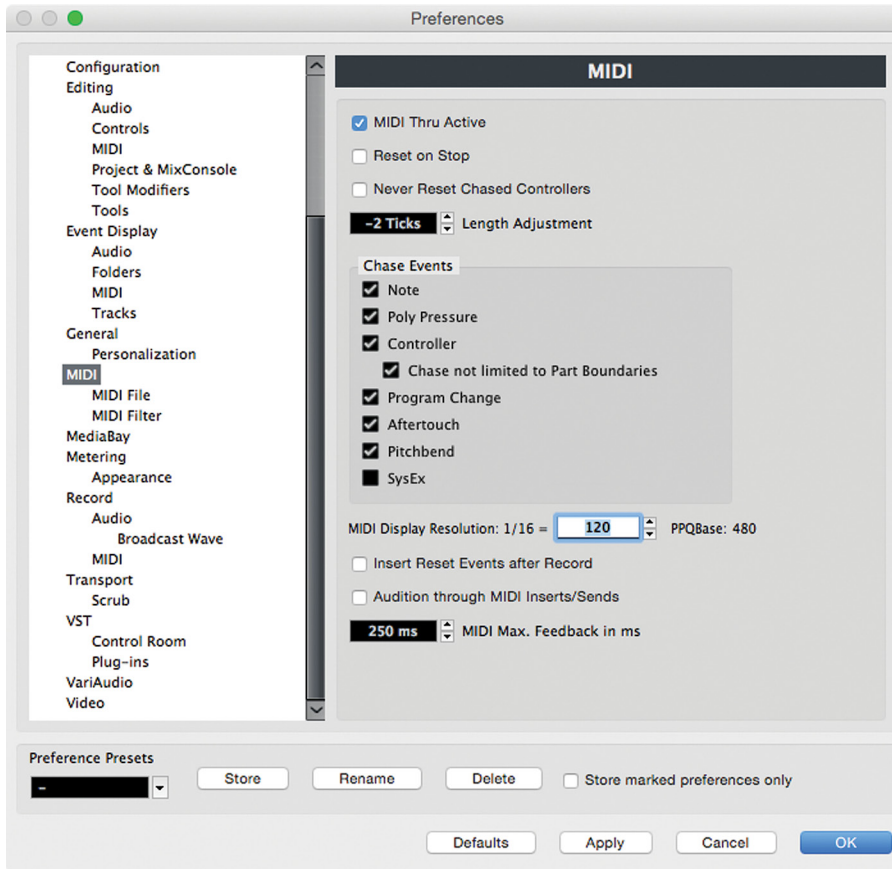 Preferences
Configuration
Editing
Audio
Controls
MIDI
Project & MixConsole
Tool Modifiers
Tools
Event Display
Audio
Folders
MIDI
Tracks
General
Personalization
MIDI
MIDI File
MIDI Filter
MediaBay
Metering
Appearance
Record
Audio
Broadcast Wave
MIDI
Transport
Scrub
VST
Control Room
Plug-ins
VariAudio
Video
MIDI
MIDI Thru Active
Reset on Stop
Never Reset Chased Controllers
-2 Ticks Length Adjustment
Chase Events
Note
Poly Pressure
Controller
Chase not limited to Part Boundaries
Program Change
Aftertouch
Pitchbend
SysEx
MIDI Display Resolution: 1/16 = 120 PPQBase: 480
Insert Reset Events after Record
Audition through MIDI Inserts/Sends
250 ms MIDI Max. Feedback in ms
Preference Presets
- Store Rename Delete Store marked preferences only
Defaults Apply Cancel OK